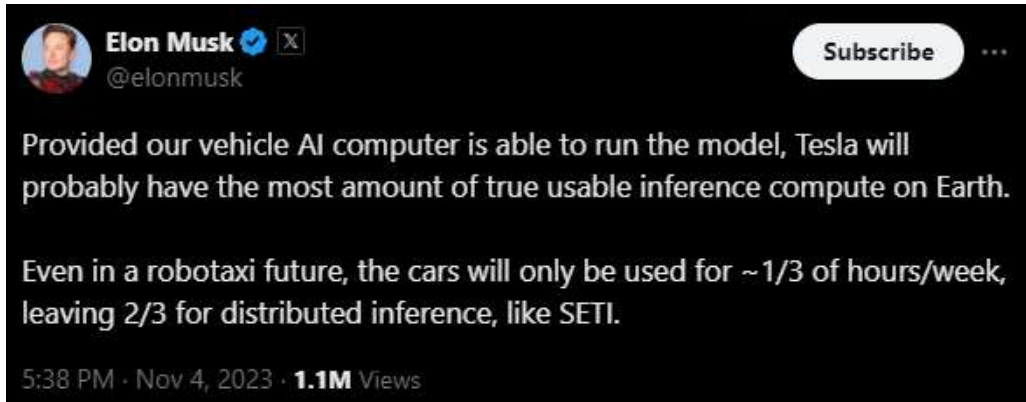 Elon Musk X
@elonmusk
Subscribe
Provided our vehicle AI computer is able to run the model, Tesla will
probably have the most amount of true usable inference compute on Earth.
Even in a robotaxi future, the cars will only be used for ~1/3 of hours/week,
leaving 2/3 for distributed inference, like SETI.
5:38 PM · Nov 4, 2023 · 1.1M Views